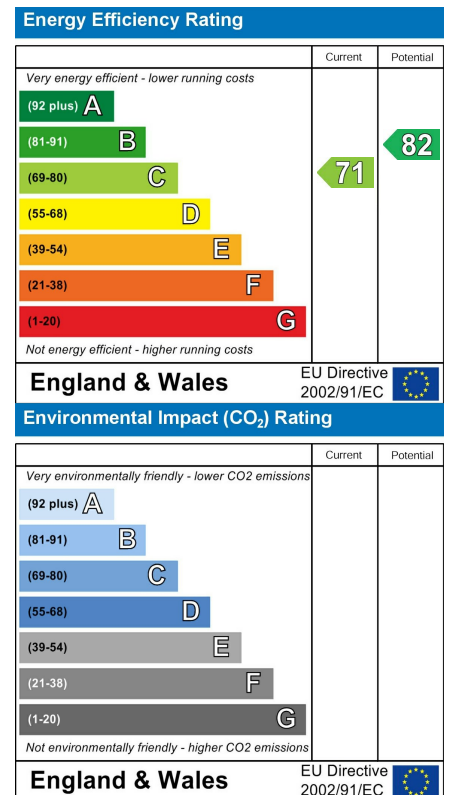 Energy Efficiency Rating
Current Potential
Very energy efficient - lower running costs
(92 plus) A
(81-91) B
(69-80) C
(55-68) D
(39-54) E
(21-38) F
(1-20) G
71
82
Not energy efficient - higher running costs
England & Wales
EU Directive
2002/91/EC
Environmental Impact (CO₂) Rating
Current Potential
Very environmentally friendly - lower CO2 emissions
(92 plus) A
(81-91) B
(69-80) C
(55-68) D
(39-54) E
(21-38) F
(1-20) G
Not environmentally friendly - higher CO2 emissions
England & Wales
EU Directive
2002/91/EC